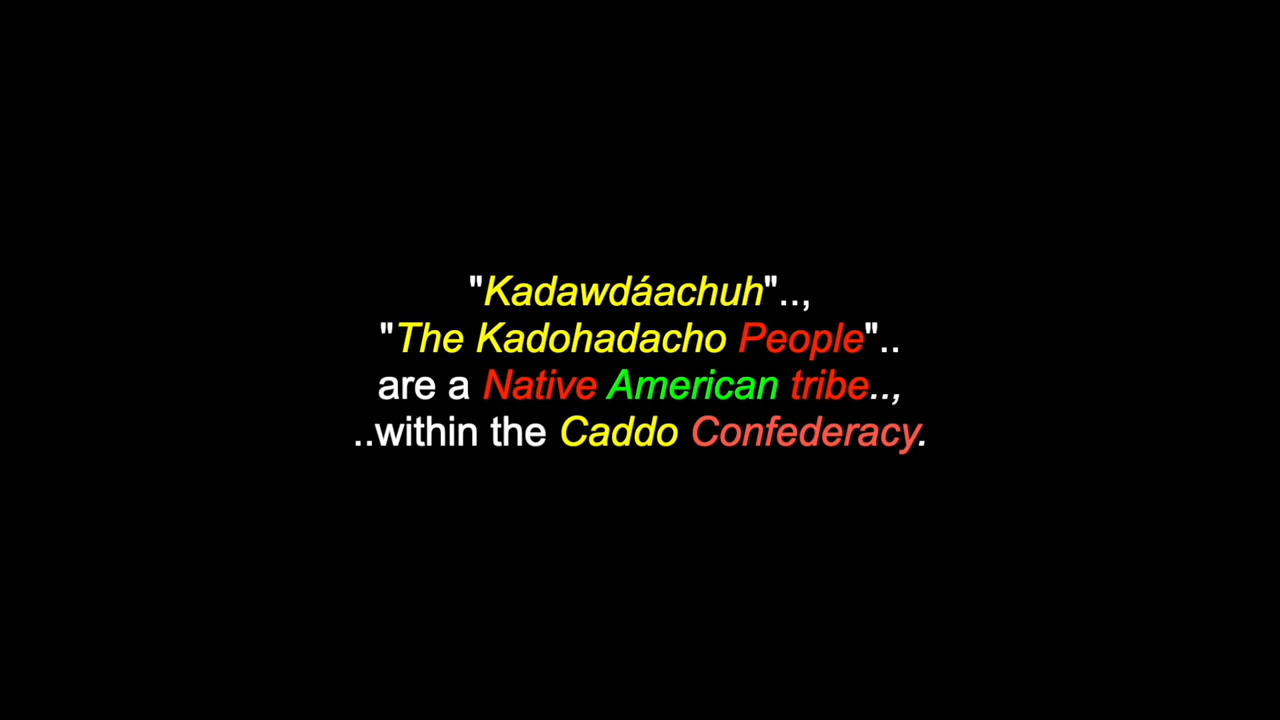 "Kadawdáachuh"..,
"The Kadohadacho People"..
are a Native American tribe..,
..within the Caddo Confederacy.